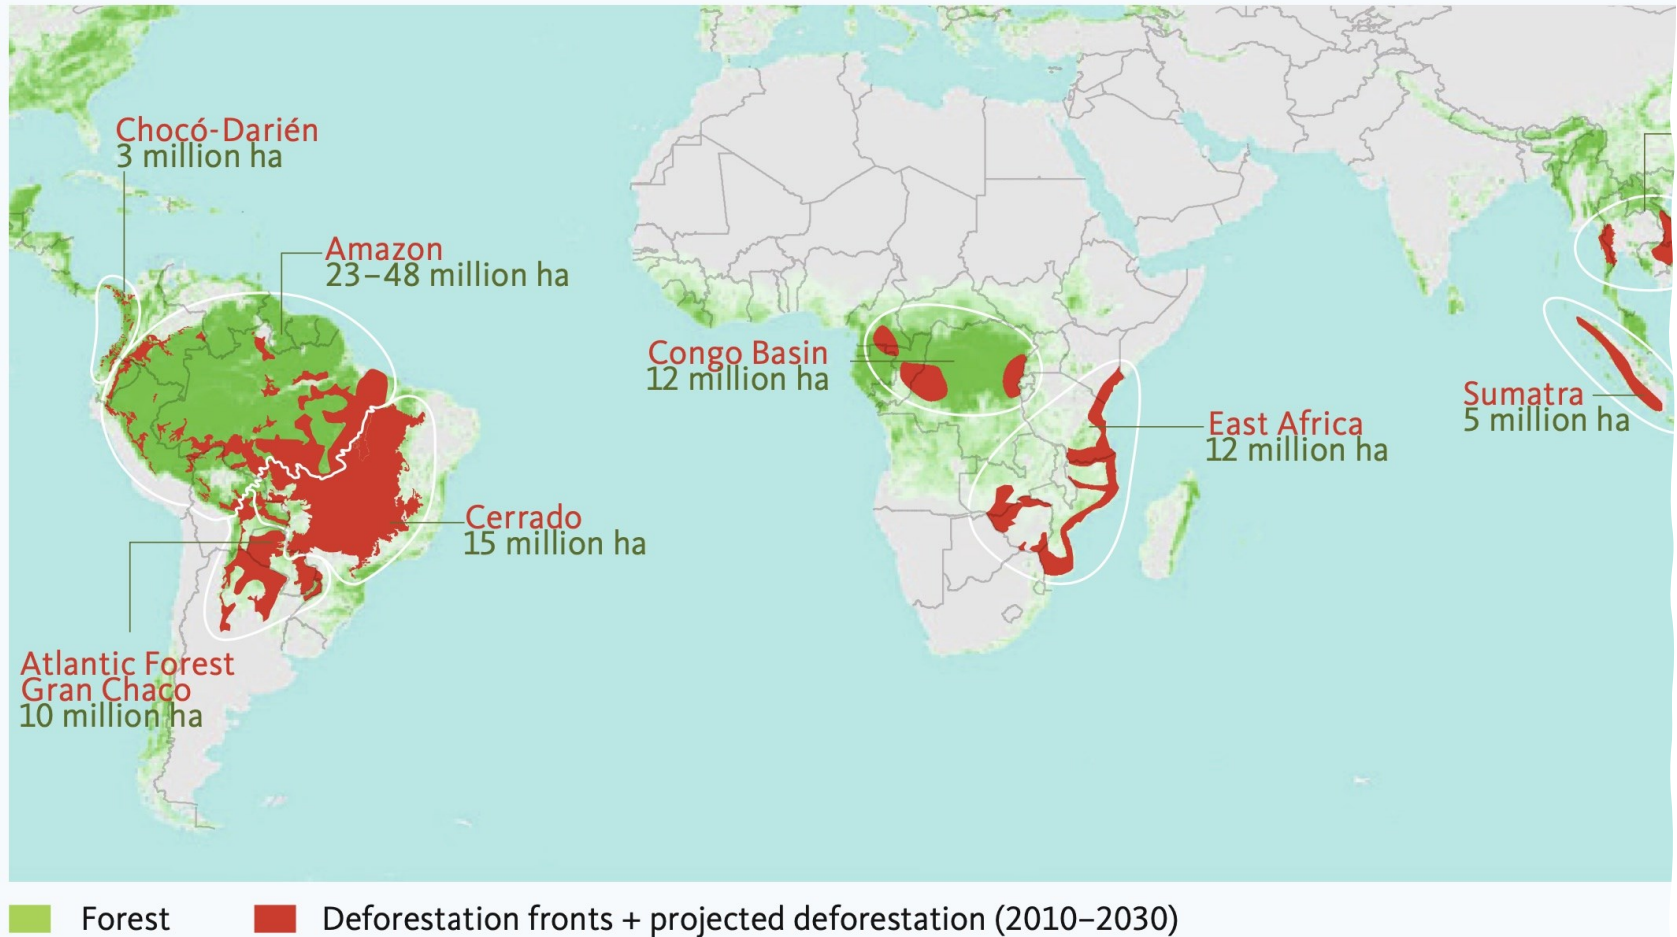 Chocó-Darién
3 million ha
Amazon
23–48 million ha
Congo Basin
12 million ha
Sumatra
5 million ha
East Africa
12 million ha
Cerrado
15 million ha
Atlantic Forest
Gran Chaco
10 million ha
Forest
Deforestation fronts + projected deforestation (2010–2030)